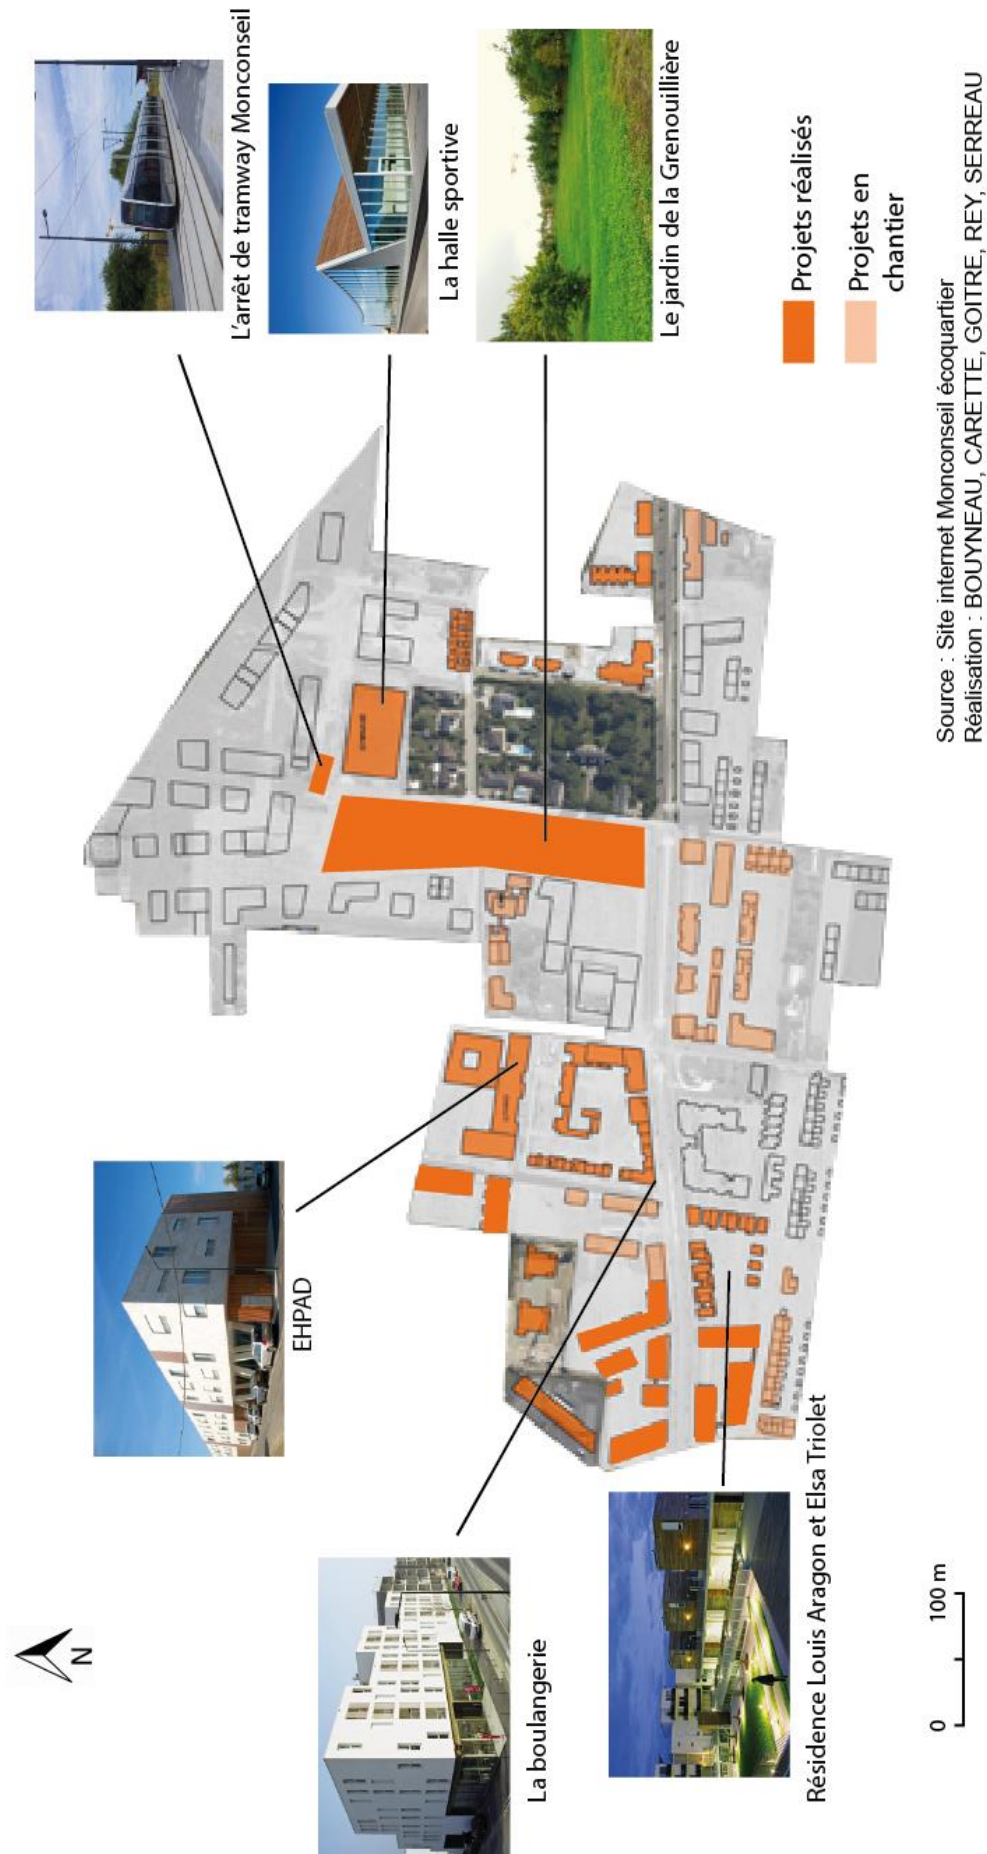 N
L'arrêt de tramway Monconseil
La halle sportive
Le jardin de la Grenouillère
EHPAD
La boulangerie
Résidence Louis Aragon et Elsa Triolet
Projets réalisés
Projets en
chantier
0 100 m
Source : Site internet Monconseil écoquartier
Réalisation : BOUYNEAU, CARETTE, GOITRE, REY, SERREAU